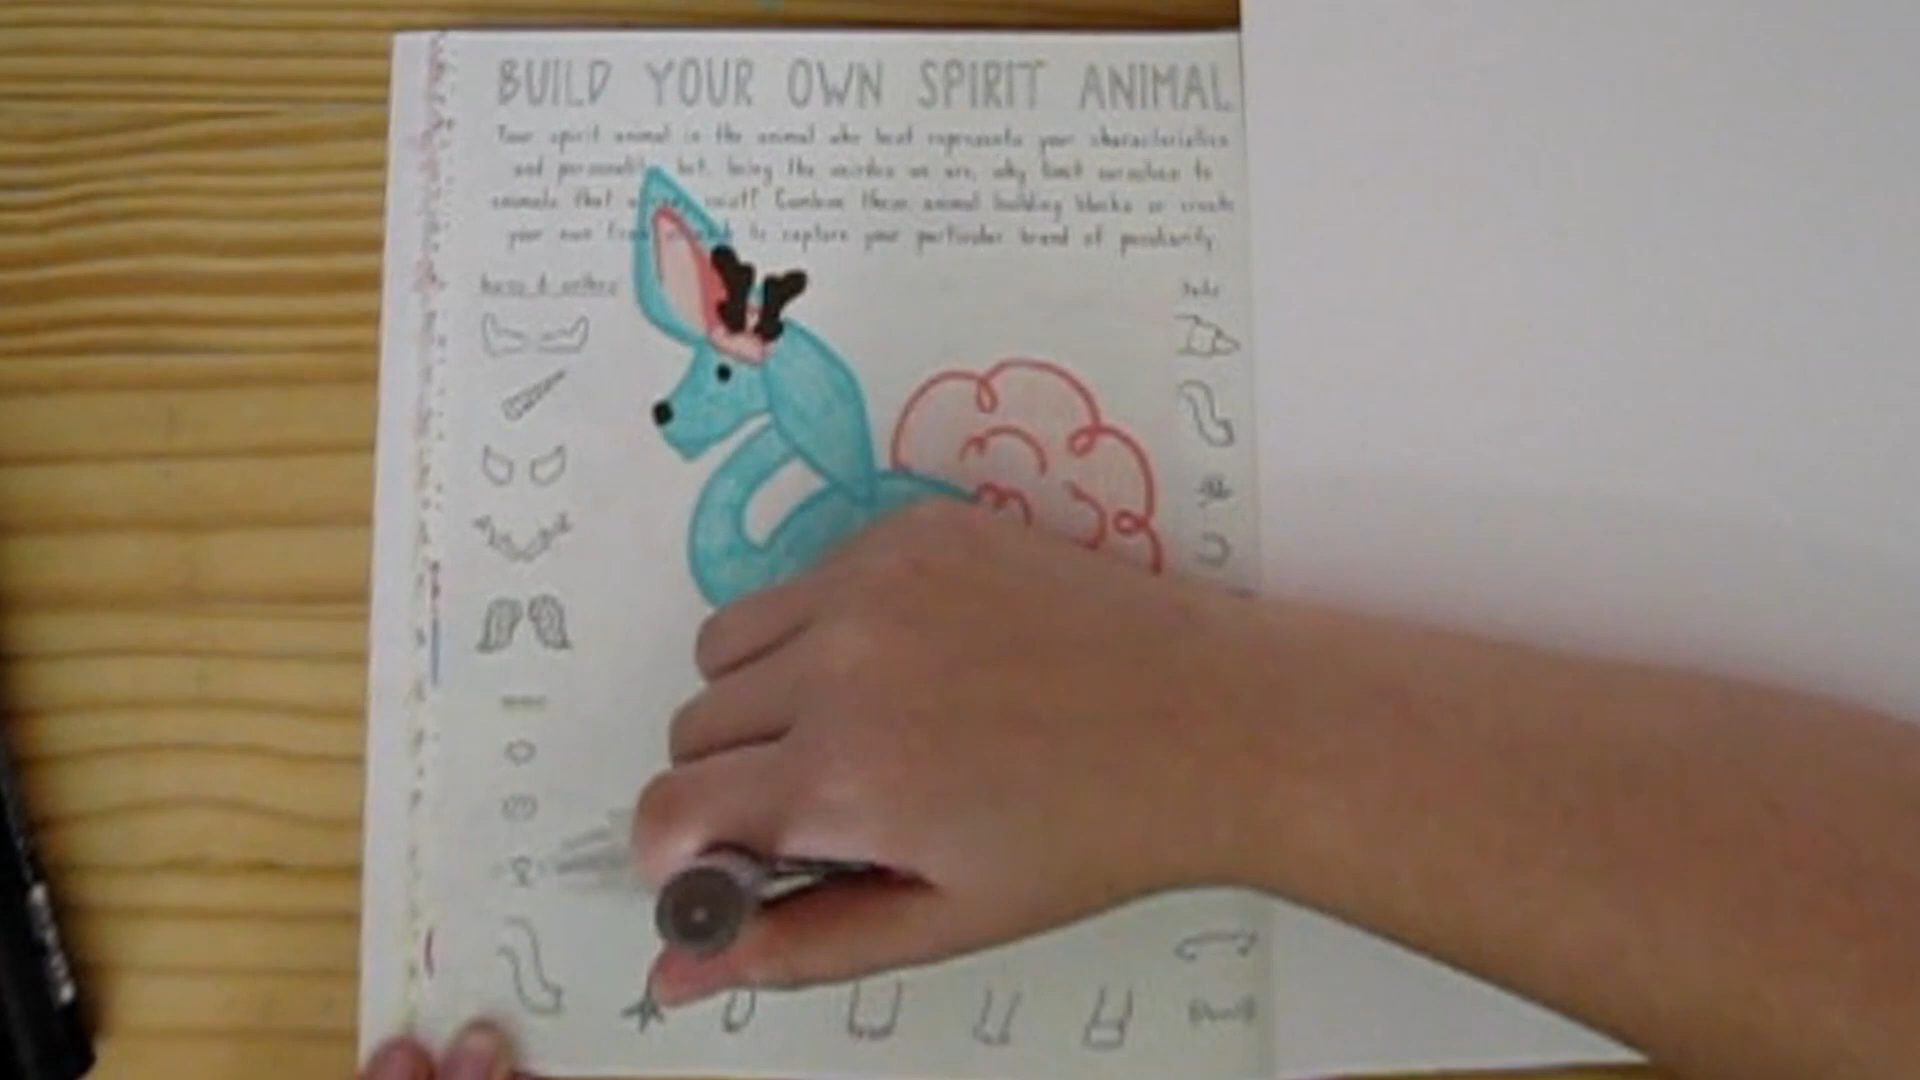 BUILD YOUR OWN SPIRIT ANIMAL
Your spirit animal is the animal who best represents your characteristics
and personality, but, being the weirdos we are, why limit ourselves to
animals that exist? Combine these animal building blocks or create
your own from to explore your particular brand of peculiarity.
horns & antlers
tails